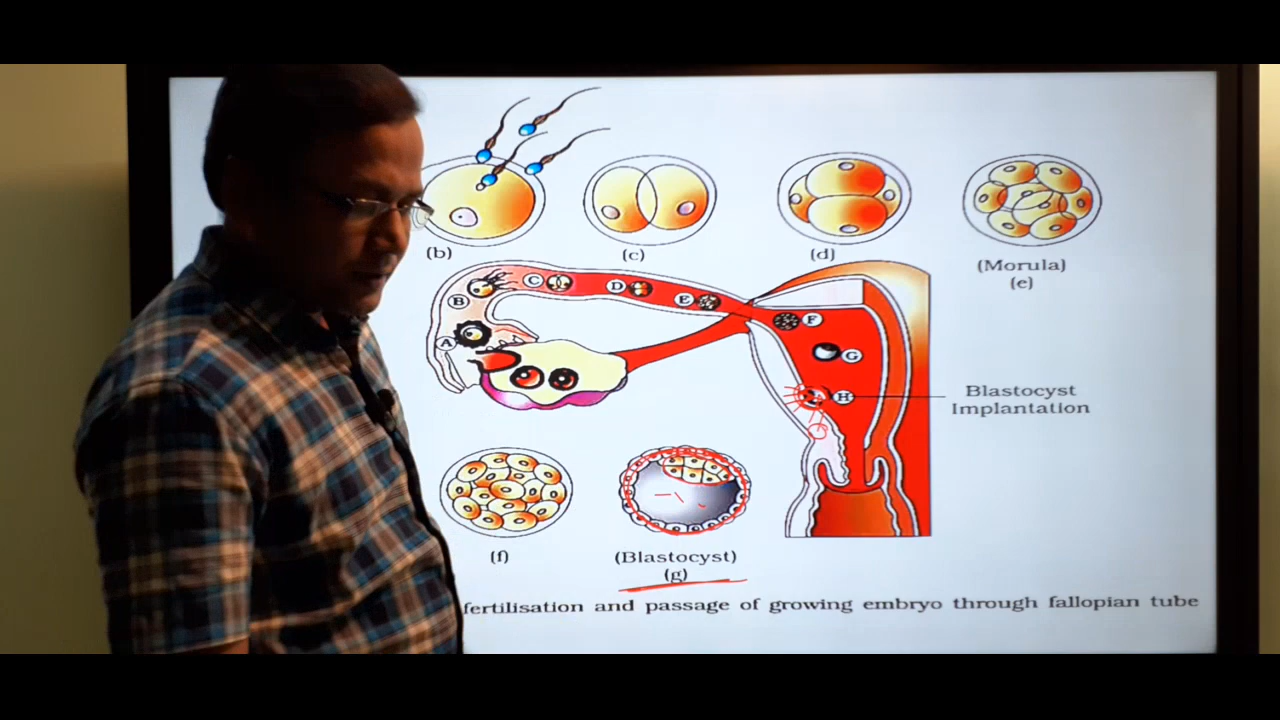 (b)
(c)
(d)
(Morula)
(e)
B
C
D
E
A
F
G
H
Blastocyst
Implantation
(f)
(Blastocyst)
(g)
fertilisation and passage of growing embryo through fallopian tube